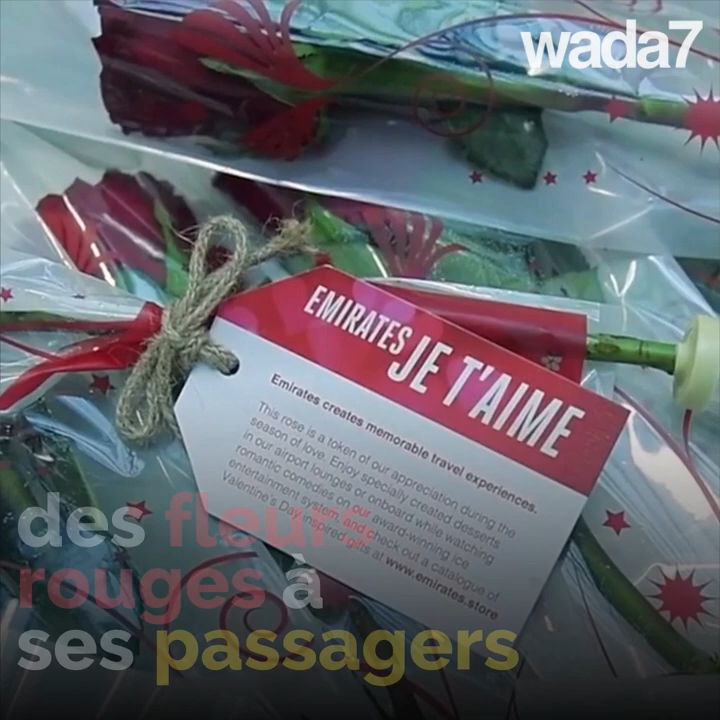 wada7
EMIRATES
JE T'AIME
Emirates creates memorable travel experiences.
This rose is a token of our appreciation during the
season of love. Enjoy specially created desserts
in our airport lounges or onboard while watching
romantic comedies on our award-winning ice
entertainment system, and check out a catalogue of
Valentine's Day inspired gifts at www.emirates.store
des fleurs
rouges à
ses passagers